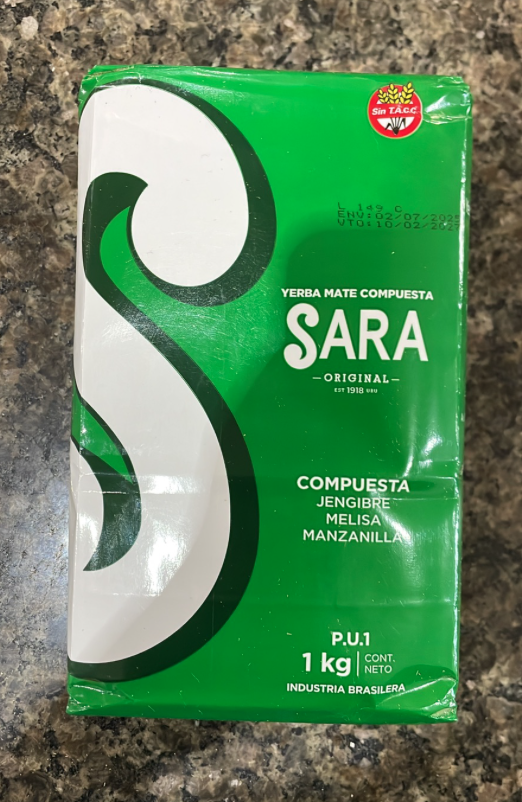 Sin T.A.C.C.
L 149 C
ENV:02/07/2025
VTO:10/02/2027
YERBA MATE COMPUESTA
SARA
ORIGINAL
EST 1918 URU
COMPUESTA
JENGIBRE
MELISA
MANZANILLA
P.U.1
1 kg CONT.
NETO
INDUSTRIA BRASILERA